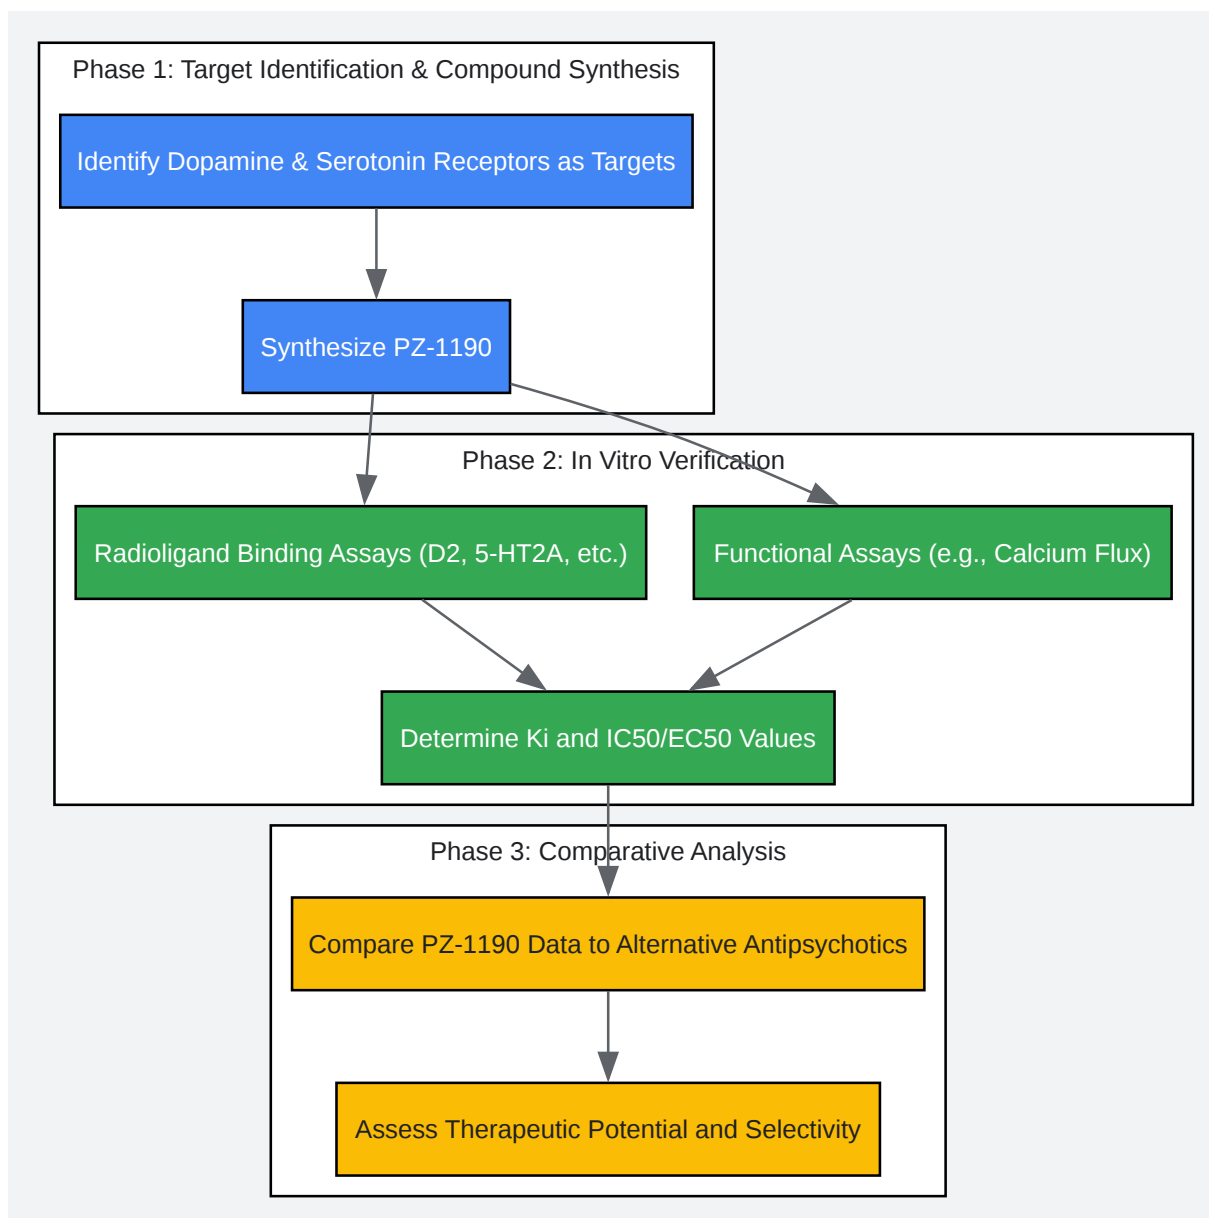 Phase 1: Target Identification & Compound Synthesis
Identify Dopamine & Serotonin Receptors as Targets
Synthesize PZ-1190
Phase 2: In Vitro Verification
Radioligand Binding Assays (D2, 5-HT2A, etc.)
Functional Assays (e.g., Calcium Flux)
Determine Ki and IC50/EC50 Values
Phase 3: Comparative Analysis
Compare PZ-1190 Data to Alternative Antipsychotics
Assess Therapeutic Potential and Selectivity